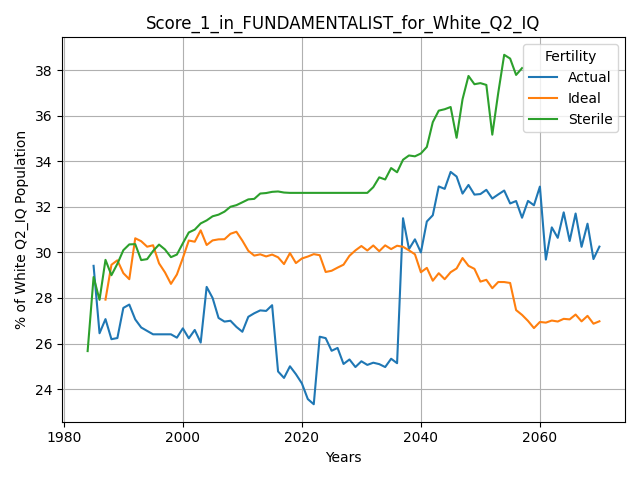 Score_1_in_FUNDAMENTALIST_for_White_Q2_IQ
Fertility
Actual
Ideal
Sterile
% of White Q2_IQ Population
38
36
34
32
30
28
26
24
1980
2000
2020
2040
2060
Years